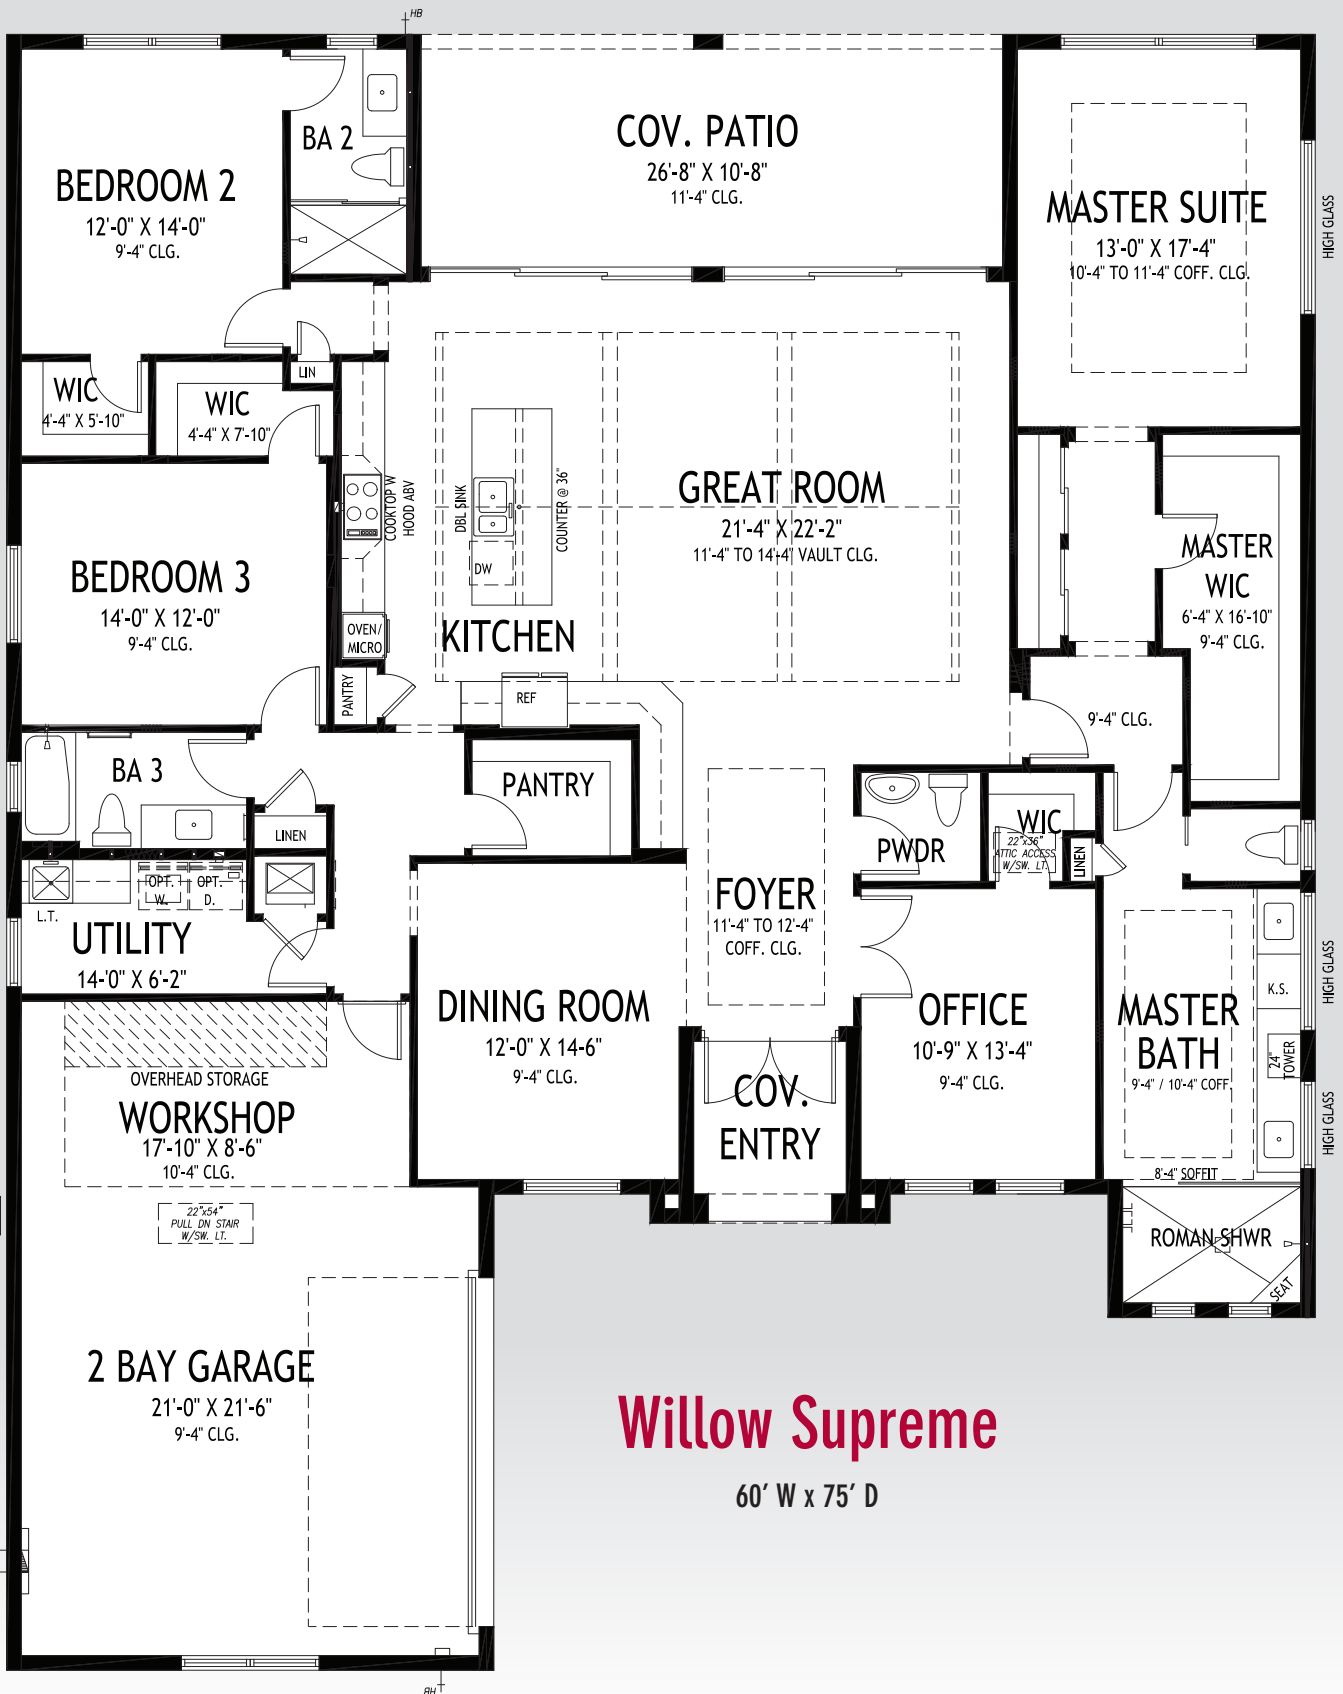 HB
BA 2
BEDROOM 2
12'-0" X 14'-0"
9'-4" CLG.
COV. PATIO
26'-8" X 10'-8"
11'-4" CLG.
MASTER SUITE
13'-0" X 17'-4"
10'-4" TO 11'-4" COFF. CLG.
HIGH GLASS
WIC
4'-4" X 5'-10"
WIC
4'-4" X 7'-10"
LIN
COOKTOP W
HOOD ABV
DBL SINK
DW
COUNTER @ 36"
GREAT ROOM
21'-4" X 22'-2"
11'-4" TO 14'-4" VAULT CLG.
MASTER
WIC
6'-4" X 16'-10"
9'-4" CLG.
BEDROOM 3
14'-0" X 12'-0"
9'-4" CLG.
OVEN/
MICRO
KITCHEN
PANTRY
REF
9'-4" CLG.
BA 3
LINEN
PANTRY
PWDR
WIC
22"x36"
ATTIC ACCESS
W/SW. LT.
LINEN
L.T.
OPT.
W.
OPT.
D.
UTILITY
14-'0" X 6'-2"
FOYER
11'-4" TO 12'-4"
COFF. CLG.
DINING ROOM
12'-0" X 14-6"
9'-4" CLG.
OFFICE
10'-9" X 13'-4"
9'-4" CLG.
MASTER
BATH
9'-4" / 10'-4" COFF.
K.S.
24"
TOWER
HIGH GLASS
HIGH GLASS
OVERHEAD STORAGE
WORKSHOP
17'-10" X 8'-6"
10'-4" CLG.
COV.
ENTRY
8'-4" SOFFIT
22"x54"
PULL DN STAIR
W/SW. LT.
ROMAN SHWR
SEAT
2 BAY GARAGE
21'-0" X 21'-6"
9'-4" CLG.
Willow Supreme
60' W x 75' D
HB